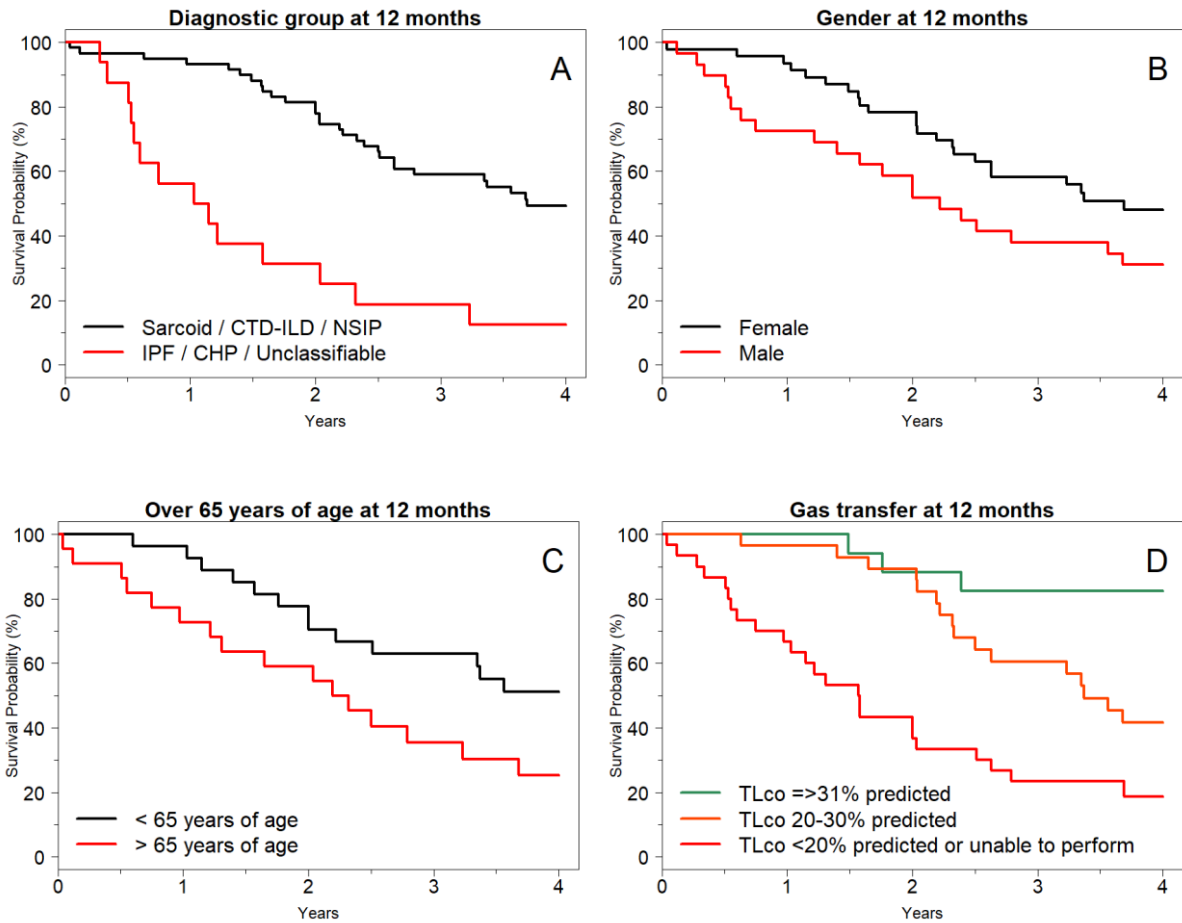 Diagnostic group at 12 months
A
Survival Probability (%)
100
80
60
40
20
0
Sarcoid / CTD-ILD / NSIP
IPF / CHP / Unclassifiable
0 1 2 3 4
Years
Gender at 12 months
B
Survival Probability (%)
100
80
60
40
20
0
Female
Male
0 1 2 3 4
Years
Over 65 years of age at 12 months
C
Survival Probability (%)
100
80
60
40
20
0
< 65 years of age
> 65 years of age
0 1 2 3 4
Years
Gas transfer at 12 months
D
Survival Probability (%)
100
80
60
40
20
0
TLco =>31% predicted
TLco 20-30% predicted
TLco <20% predicted or unable to perform
0 1 2 3 4
Years